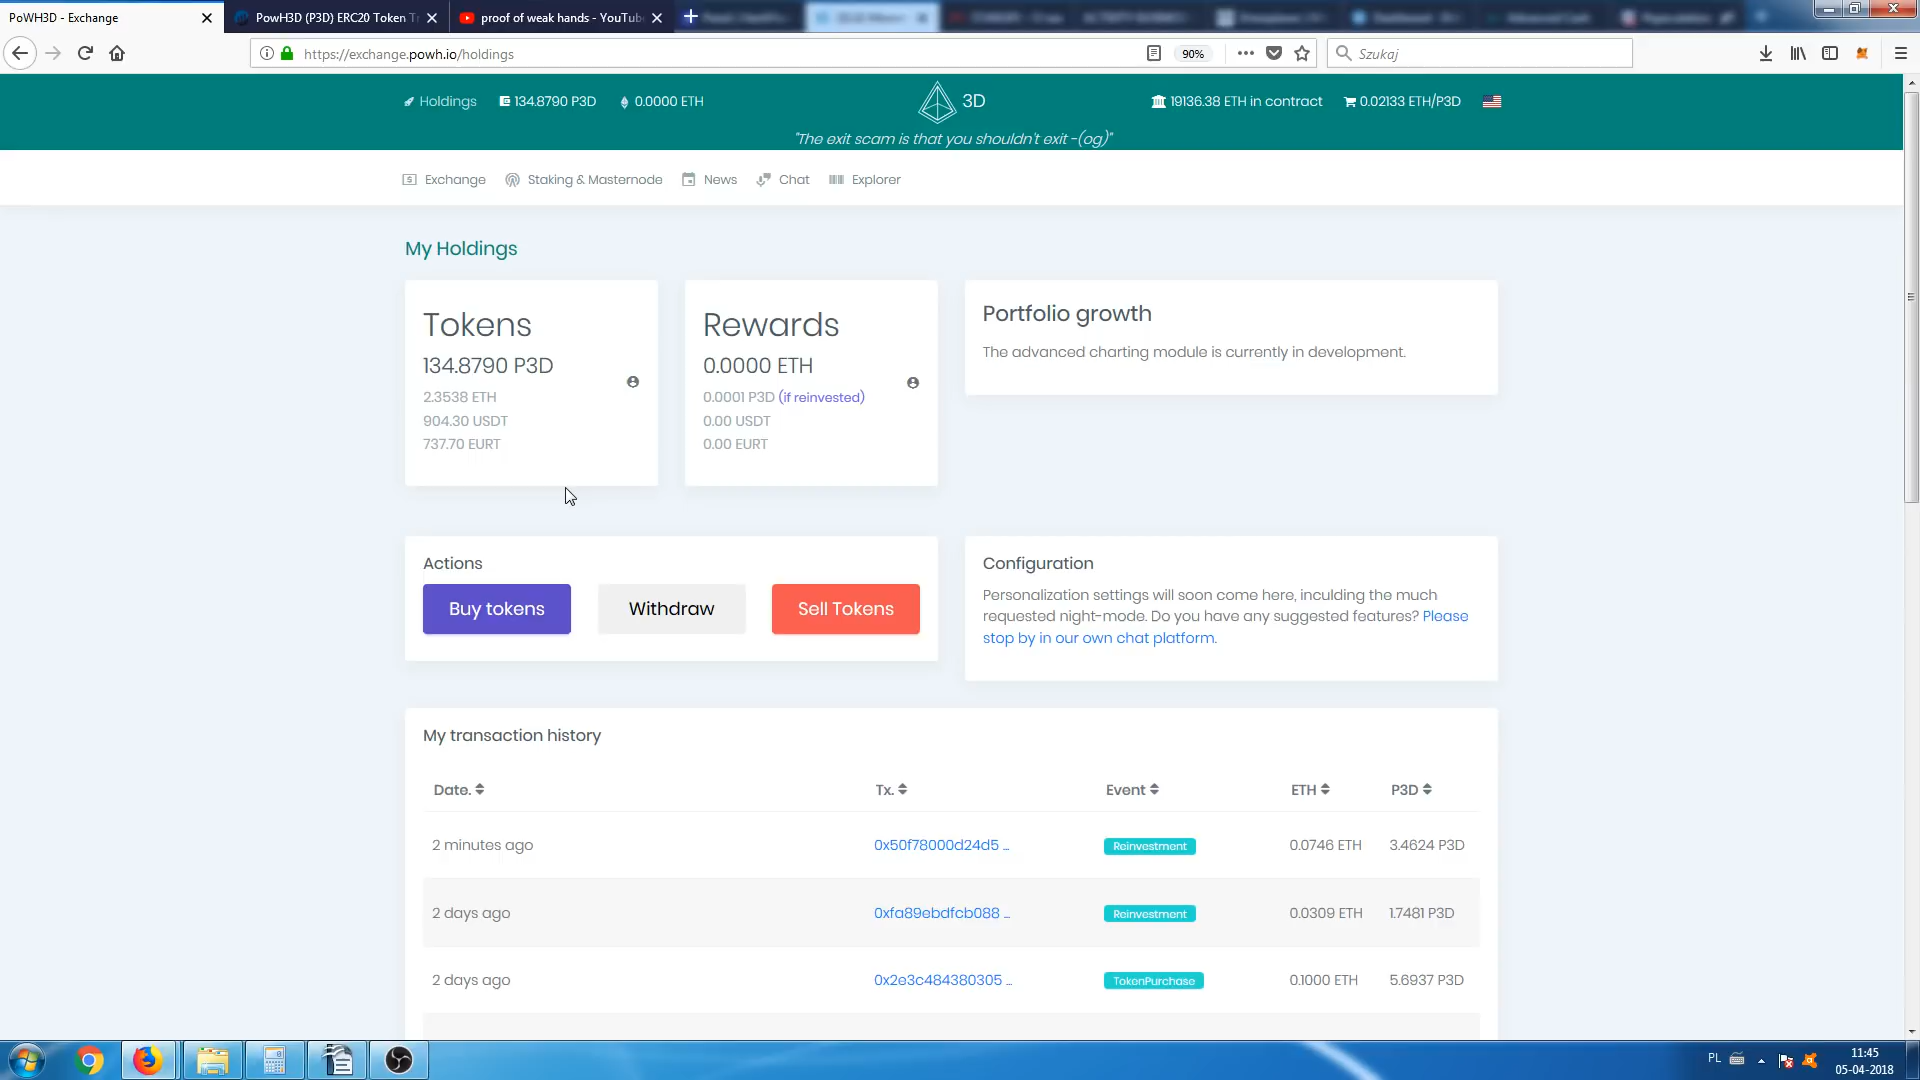 PoWH3D - Exchange
PowH3D (P3D) ERC20 Token Tr
proof of weak hands - YouTube
https://exchange.powh.io/holdings
90%
Szukaj
Holdings
134.8790 P3D
0.0000 ETH
3D
19136.38 ETH in contract
0.02133 ETH/P3D
"The exit scam is that you shouldn't exit -(og)"
Exchange
Staking & Masternode
News
Chat
Explorer
My Holdings
Tokens
134.8790 P3D
2.3538 ETH
904.30 USDT
737.70 EURT
Rewards
0.0000 ETH
0.0001 P3D (if reinvested)
0.00 USDT
0.00 EURT
Portfolio growth
The advanced charting module is currently in development.
Actions
Buy tokens
Withdraw
Sell Tokens
Configuration
Personalization settings will soon come here, inculding the much
requested night-mode. Do you have any suggested features? Please
stop by in our own chat platform.
My transaction history
Date. Tx. Event ETH P3D
2 minutes ago 0x50f78000d24d5 ... Reinvestment 0.0746 ETH 3.4624 P3D
2 days ago 0xfa89ebdfcb088 ... Reinvestment 0.0309 ETH 1.7481 P3D
2 days ago 0x2e3c484380305 ... TokenPurchase 0.1000 ETH 5.6937 P3D
PL
11:45
05-04-2018